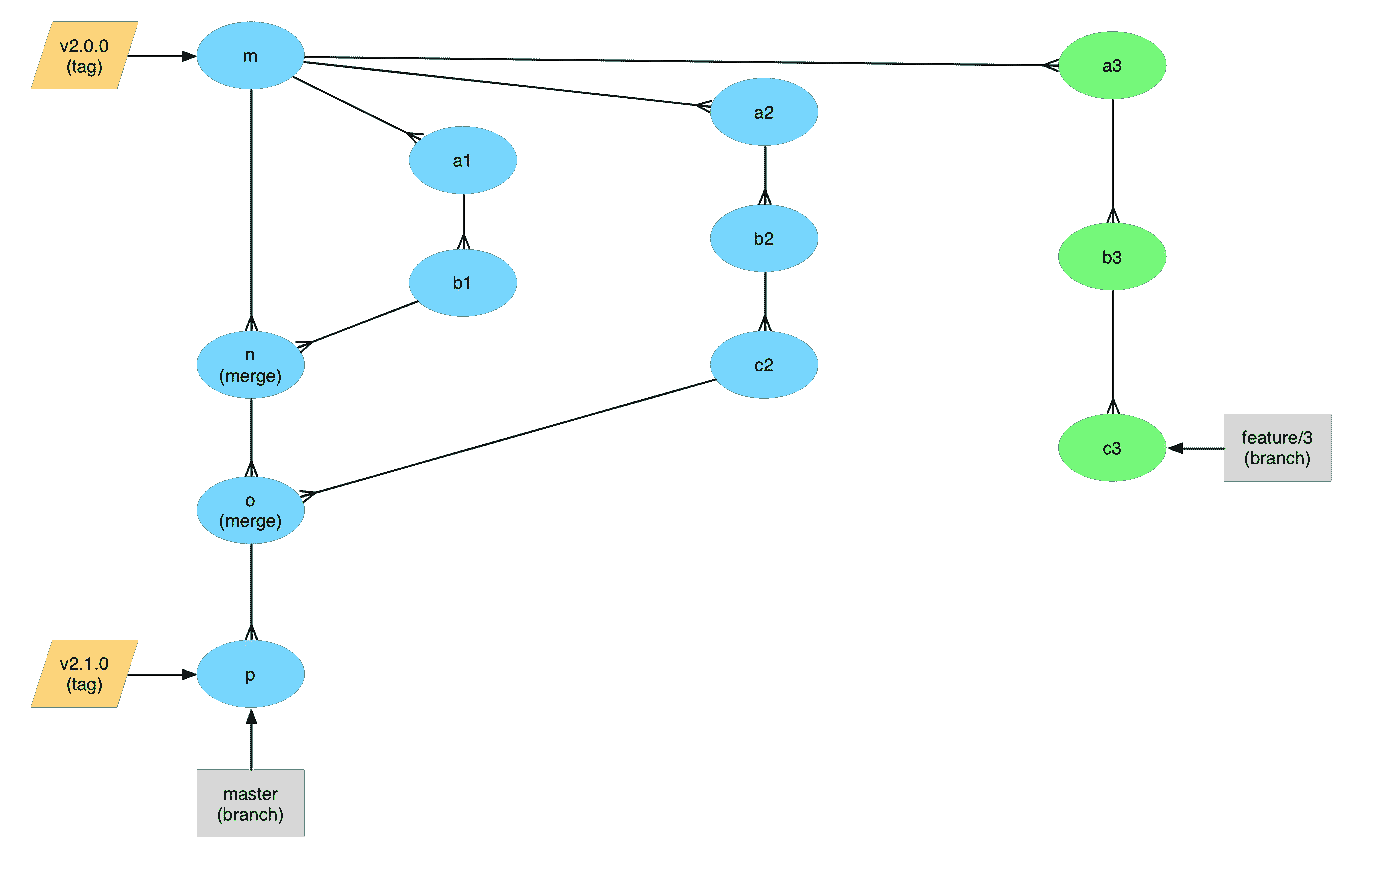 v2.0.0
(tag)
m
a3
a2
a1
b2
b3
b1
n
(merge)
c2
c3
feature/3
(branch)
o
(merge)
v2.1.0
(tag)
p
master
(branch)